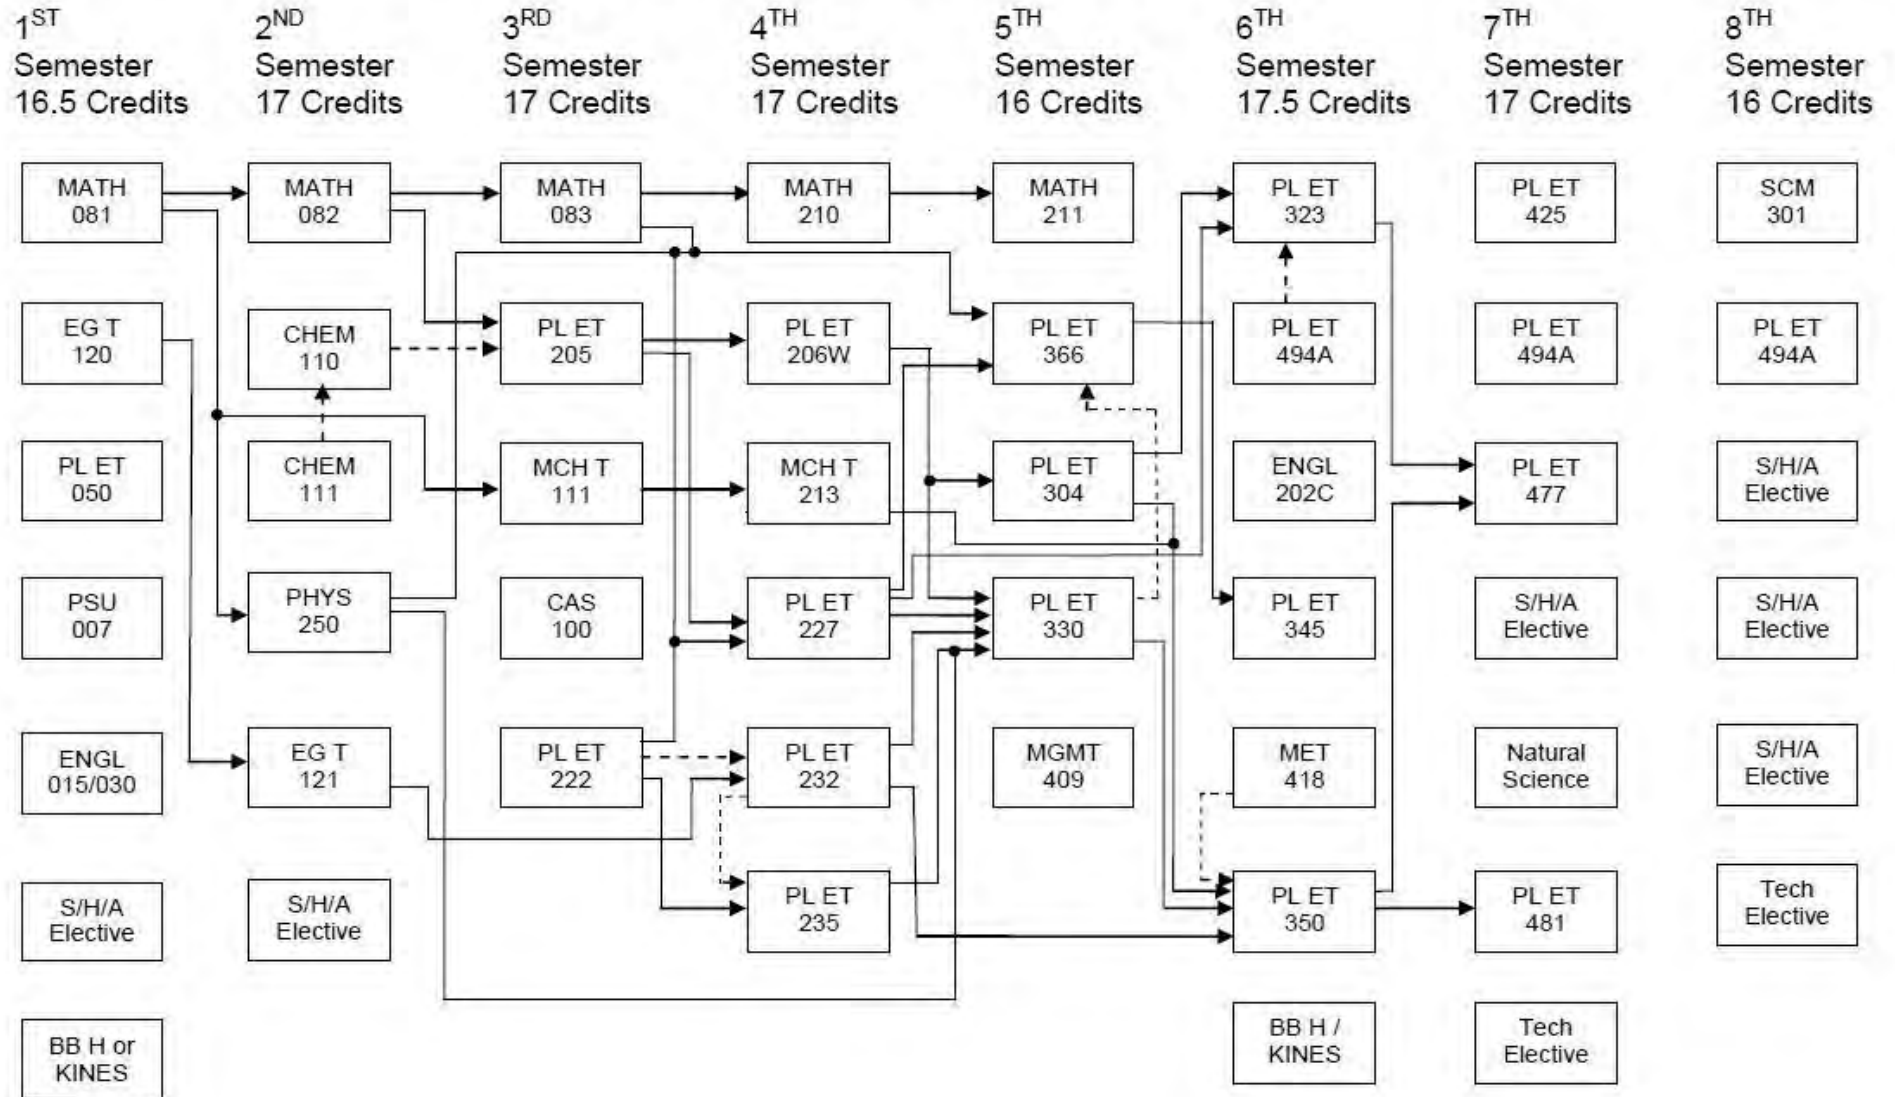 1ST
Semester
16.5 Credits
2ND
Semester
17 Credits
3RD
Semester
17 Credits
4TH
Semester
17 Credits
5TH
Semester
16 Credits
6TH
Semester
17.5 Credits
7TH
Semester
17 Credits
8TH
Semester
16 Credits
MATH
081
EG T
120
PL ET
050
PSU
007
ENGL
015/030
S/H/A
Elective
BB H or
KINES
MATH
082
CHEM
110
CHEM
111
PHYS
250
EG T
121
S/H/A
Elective
MATH
083
PL ET
205
MCH T
111
CAS
100
PL ET
222
MATH
210
PL ET
206W
MCH T
213
PL ET
227
PL ET
232
PL ET
235
MATH
211
PL ET
366
PL ET
304
PL ET
330
MGMT
409
PL ET
323
PL ET
494A
ENGL
202C
PL ET
345
MET
418
PL ET
350
BB H /
KINES
PL ET
425
PL ET
494A
PL ET
477
S/H/A
Elective
Natural
Science
PL ET
481
Tech
Elective
SCM
301
PL ET
494A
S/H/A
Elective
S/H/A
Elective
S/H/A
Elective
Tech
Elective